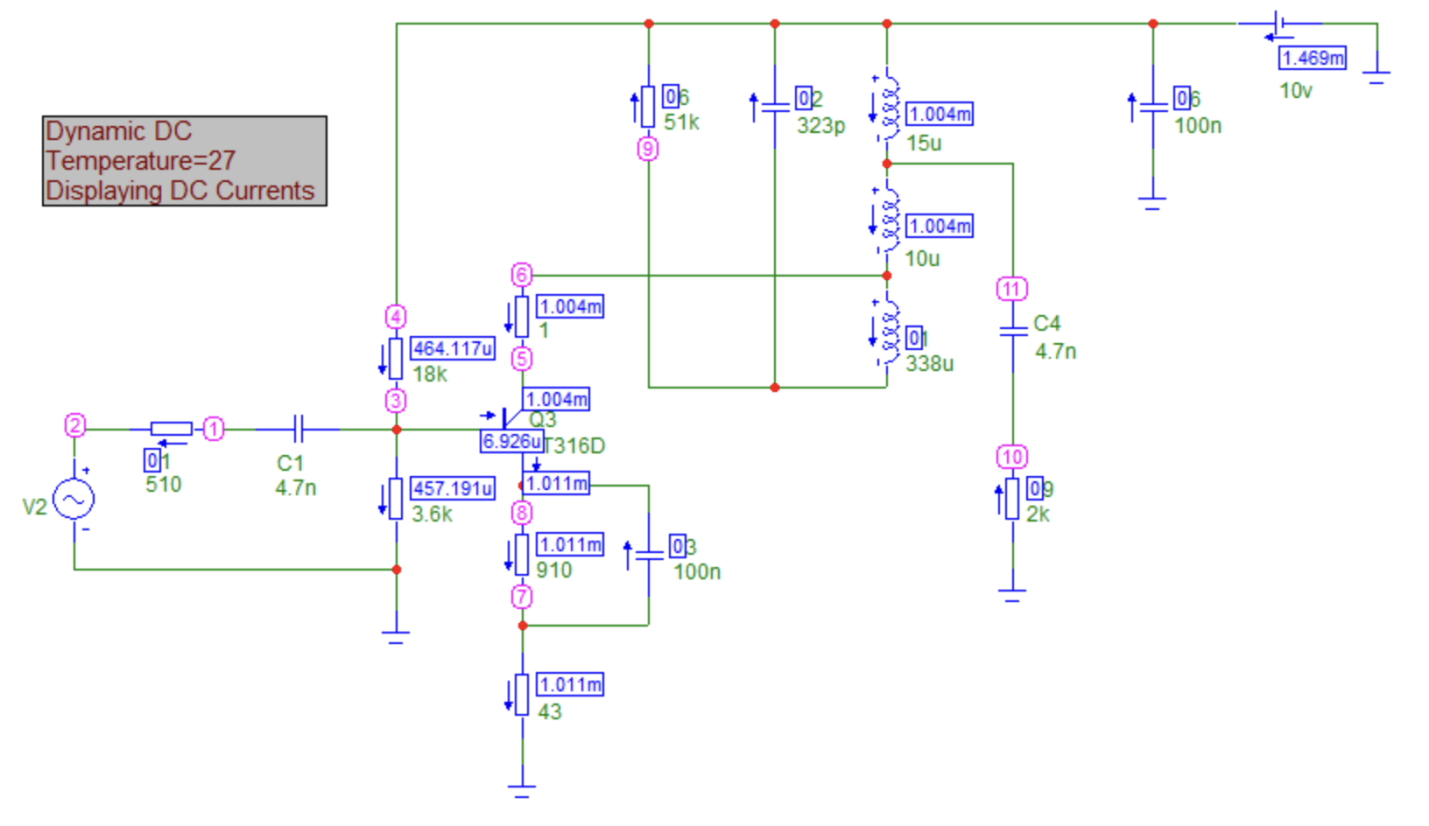 1.469m
10v
06
51k
02
323p
1.004m
15u
06
100n
Dynamic DC
Temperature=27
Displaying DC Currents
9
1.004m
10u
6
11
1.004m
1
4
01
338u
C4
4.7n
464.117u
18k
5
3
1.004m
Q3
2
1
6.926u
T316D
01
510
C1
4.7n
10
V2
457.191u
3.6k
1.011m
09
2k
8
1.011m
910
03
100n
7
1.011m
43